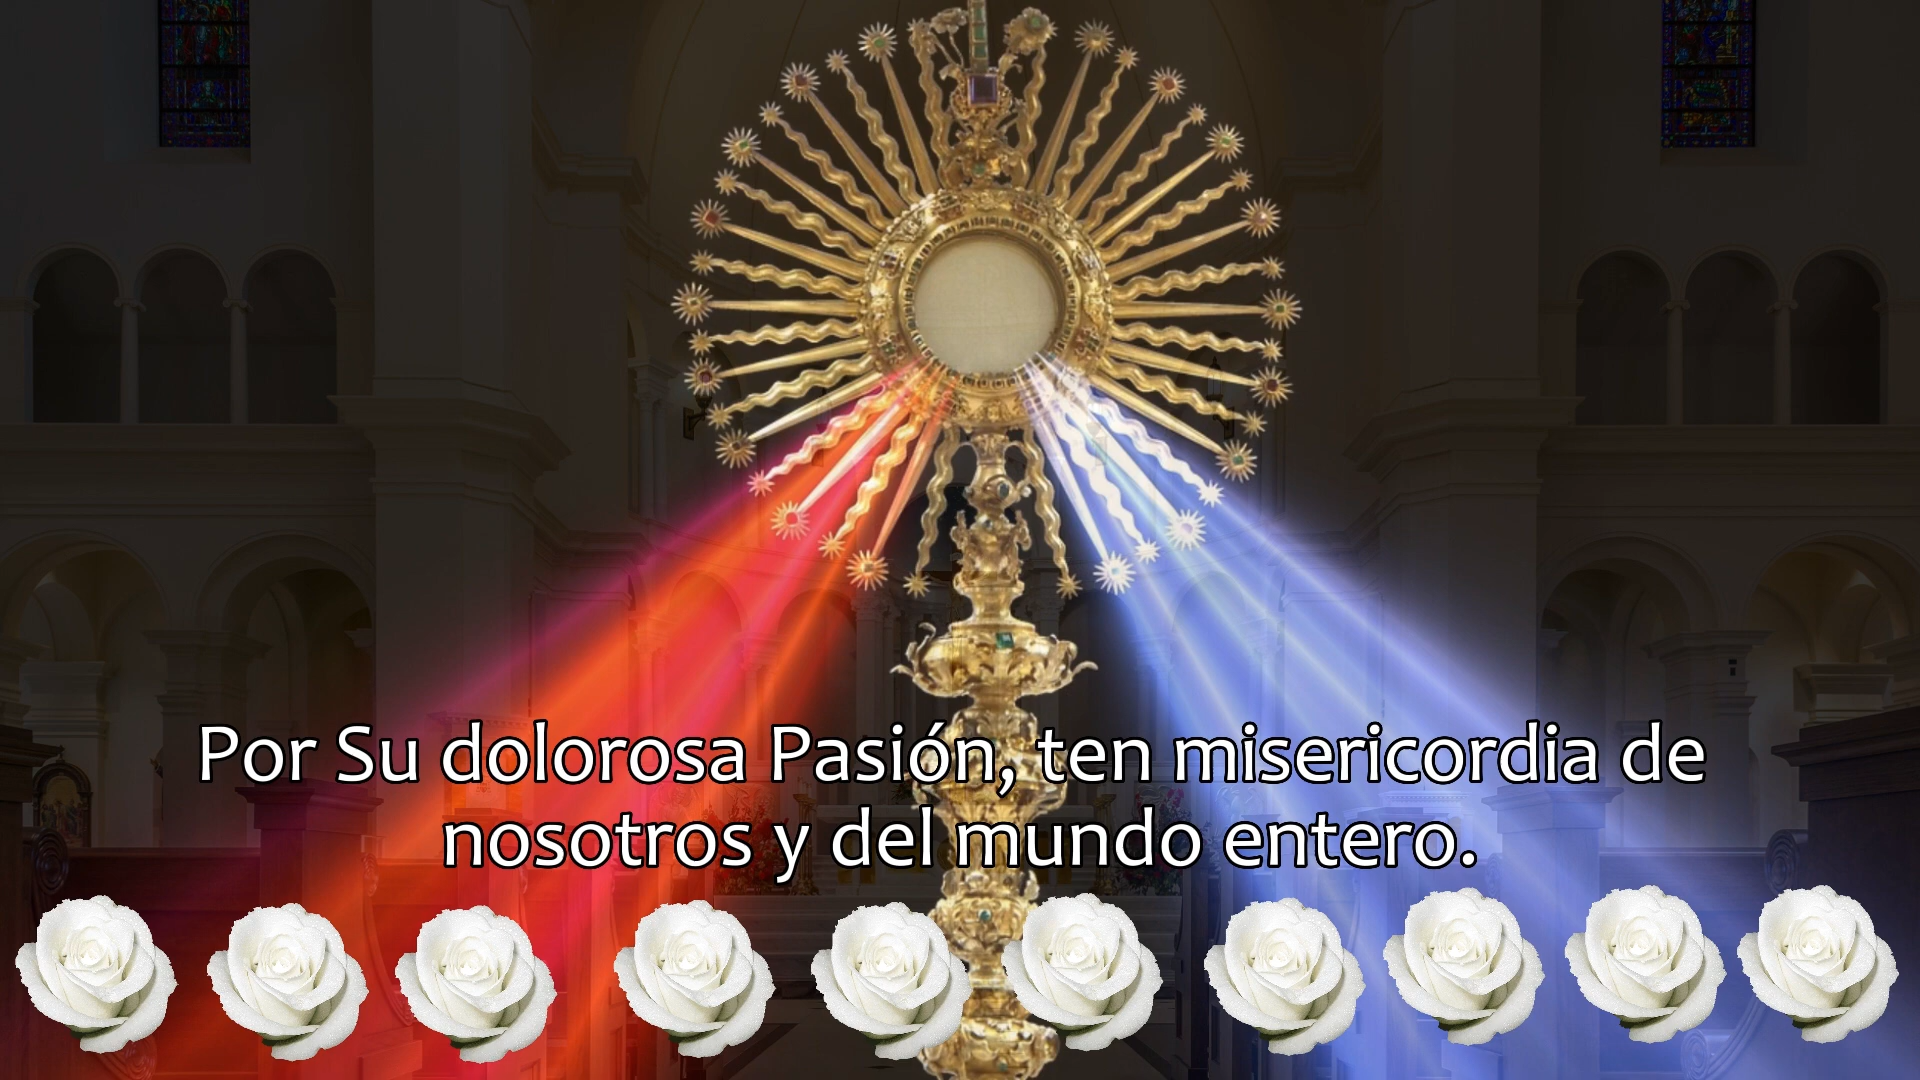 Por Su dolorosa Pasión, ten misericordia de
nosotros y del mundo entero.